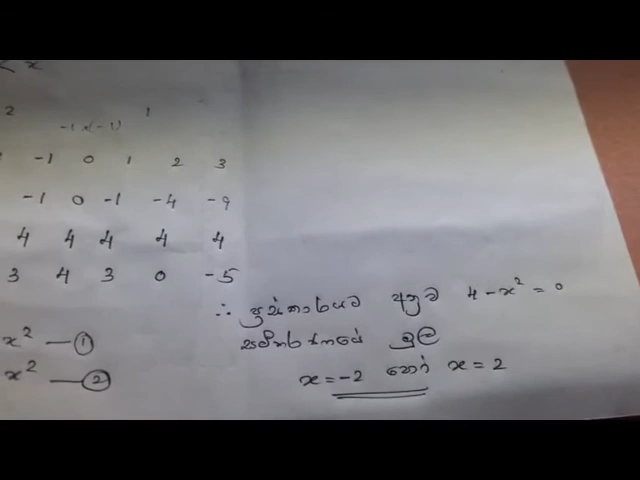 x
2 1
-1 × (-1)
-1 0 1 2 3
-1 0 -1 -4 -9
4 4 4 4 4
3 4 3 0 -5
∴ ප්‍රස්තාරයට අනුව 4 - x² = 0
x² — ①
සමීකරණයේ මූල
x² — ②
x = -2 හෝ x = 2